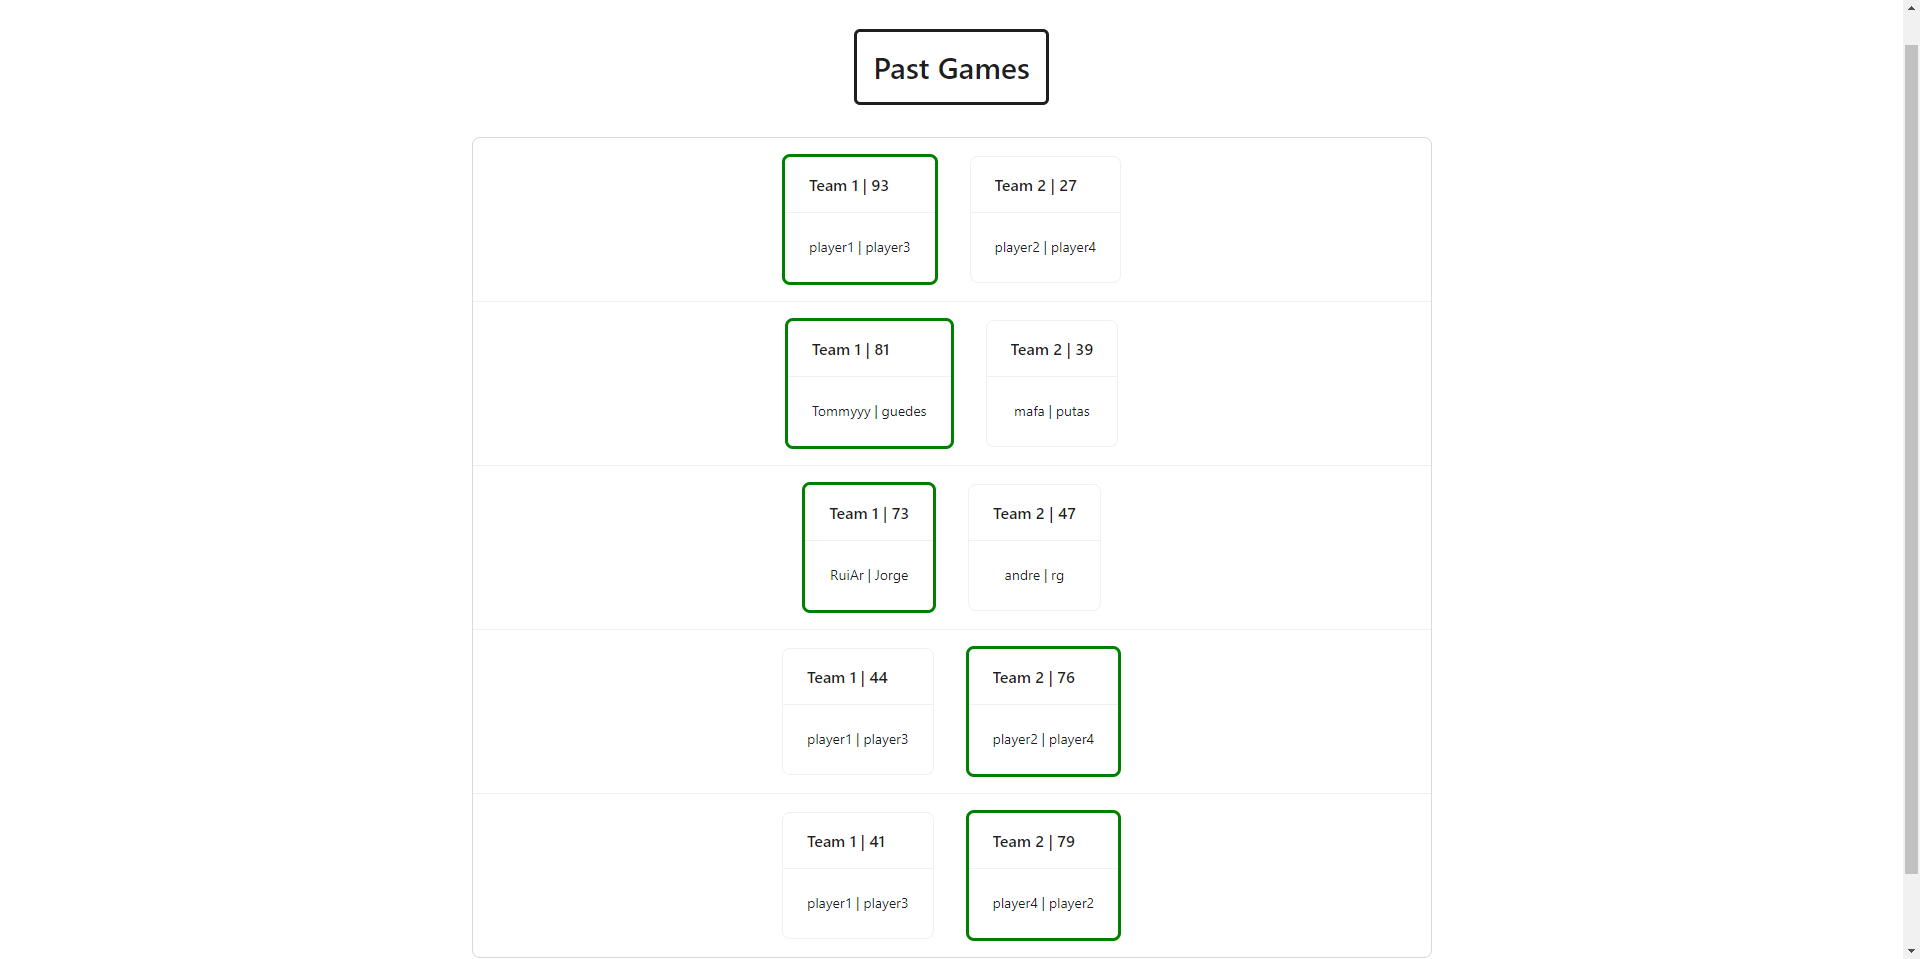 Past Games
Team 1 | 93
Team 2 | 27
player1 | player3
player2 | player4
Team 1 | 81
Team 2 | 39
Tommyyy | guedes
mafa | putas
Team 1 | 73
Team 2 | 47
RuiAr | Jorge
andre | rg
Team 1 | 44
Team 2 | 76
player1 | player3
player2 | player4
Team 1 | 41
Team 2 | 79
player1 | player3
player4 | player2